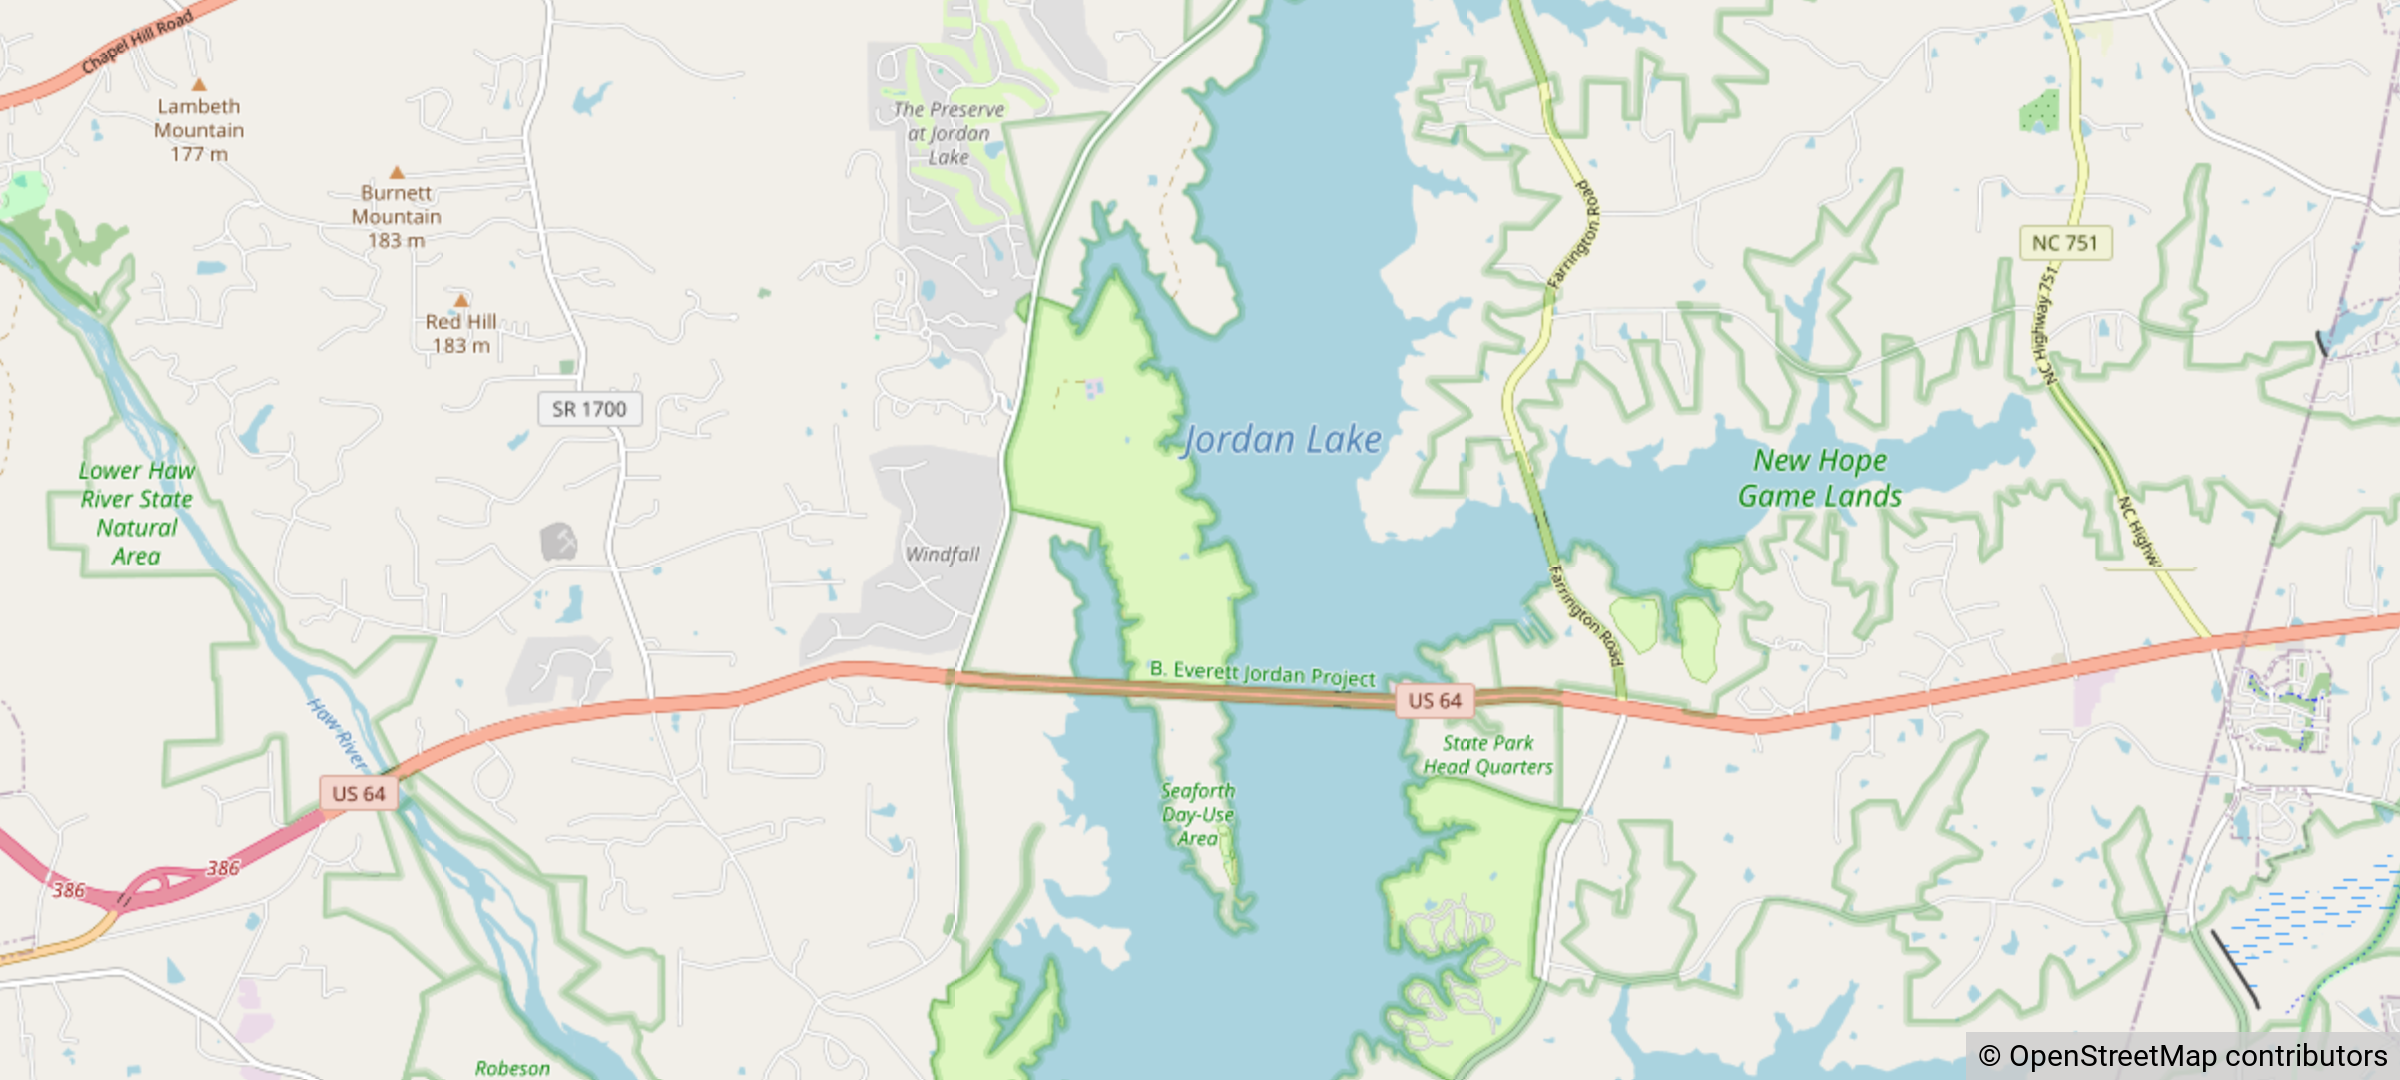 Chapel Hill Road
Lambeth
Mountain
177 m
Burnett
Mountain
183 m
Red Hill
183 m
The Preserve
at Jordan
Lake
Farrington Road
NC 751
NC Highway 751
SR 1700
Jordan Lake
New Hope
Game Lands
Lower Haw
River State
Natural
Area
Windfall
NC Highw
Farrington Road
B. Everett Jordan Project
US 64
Haw River
State Park
Head Quarters
US 64
Seaforth
Day-Use
Area
386
386
Robeson
© OpenStreetMap contributors